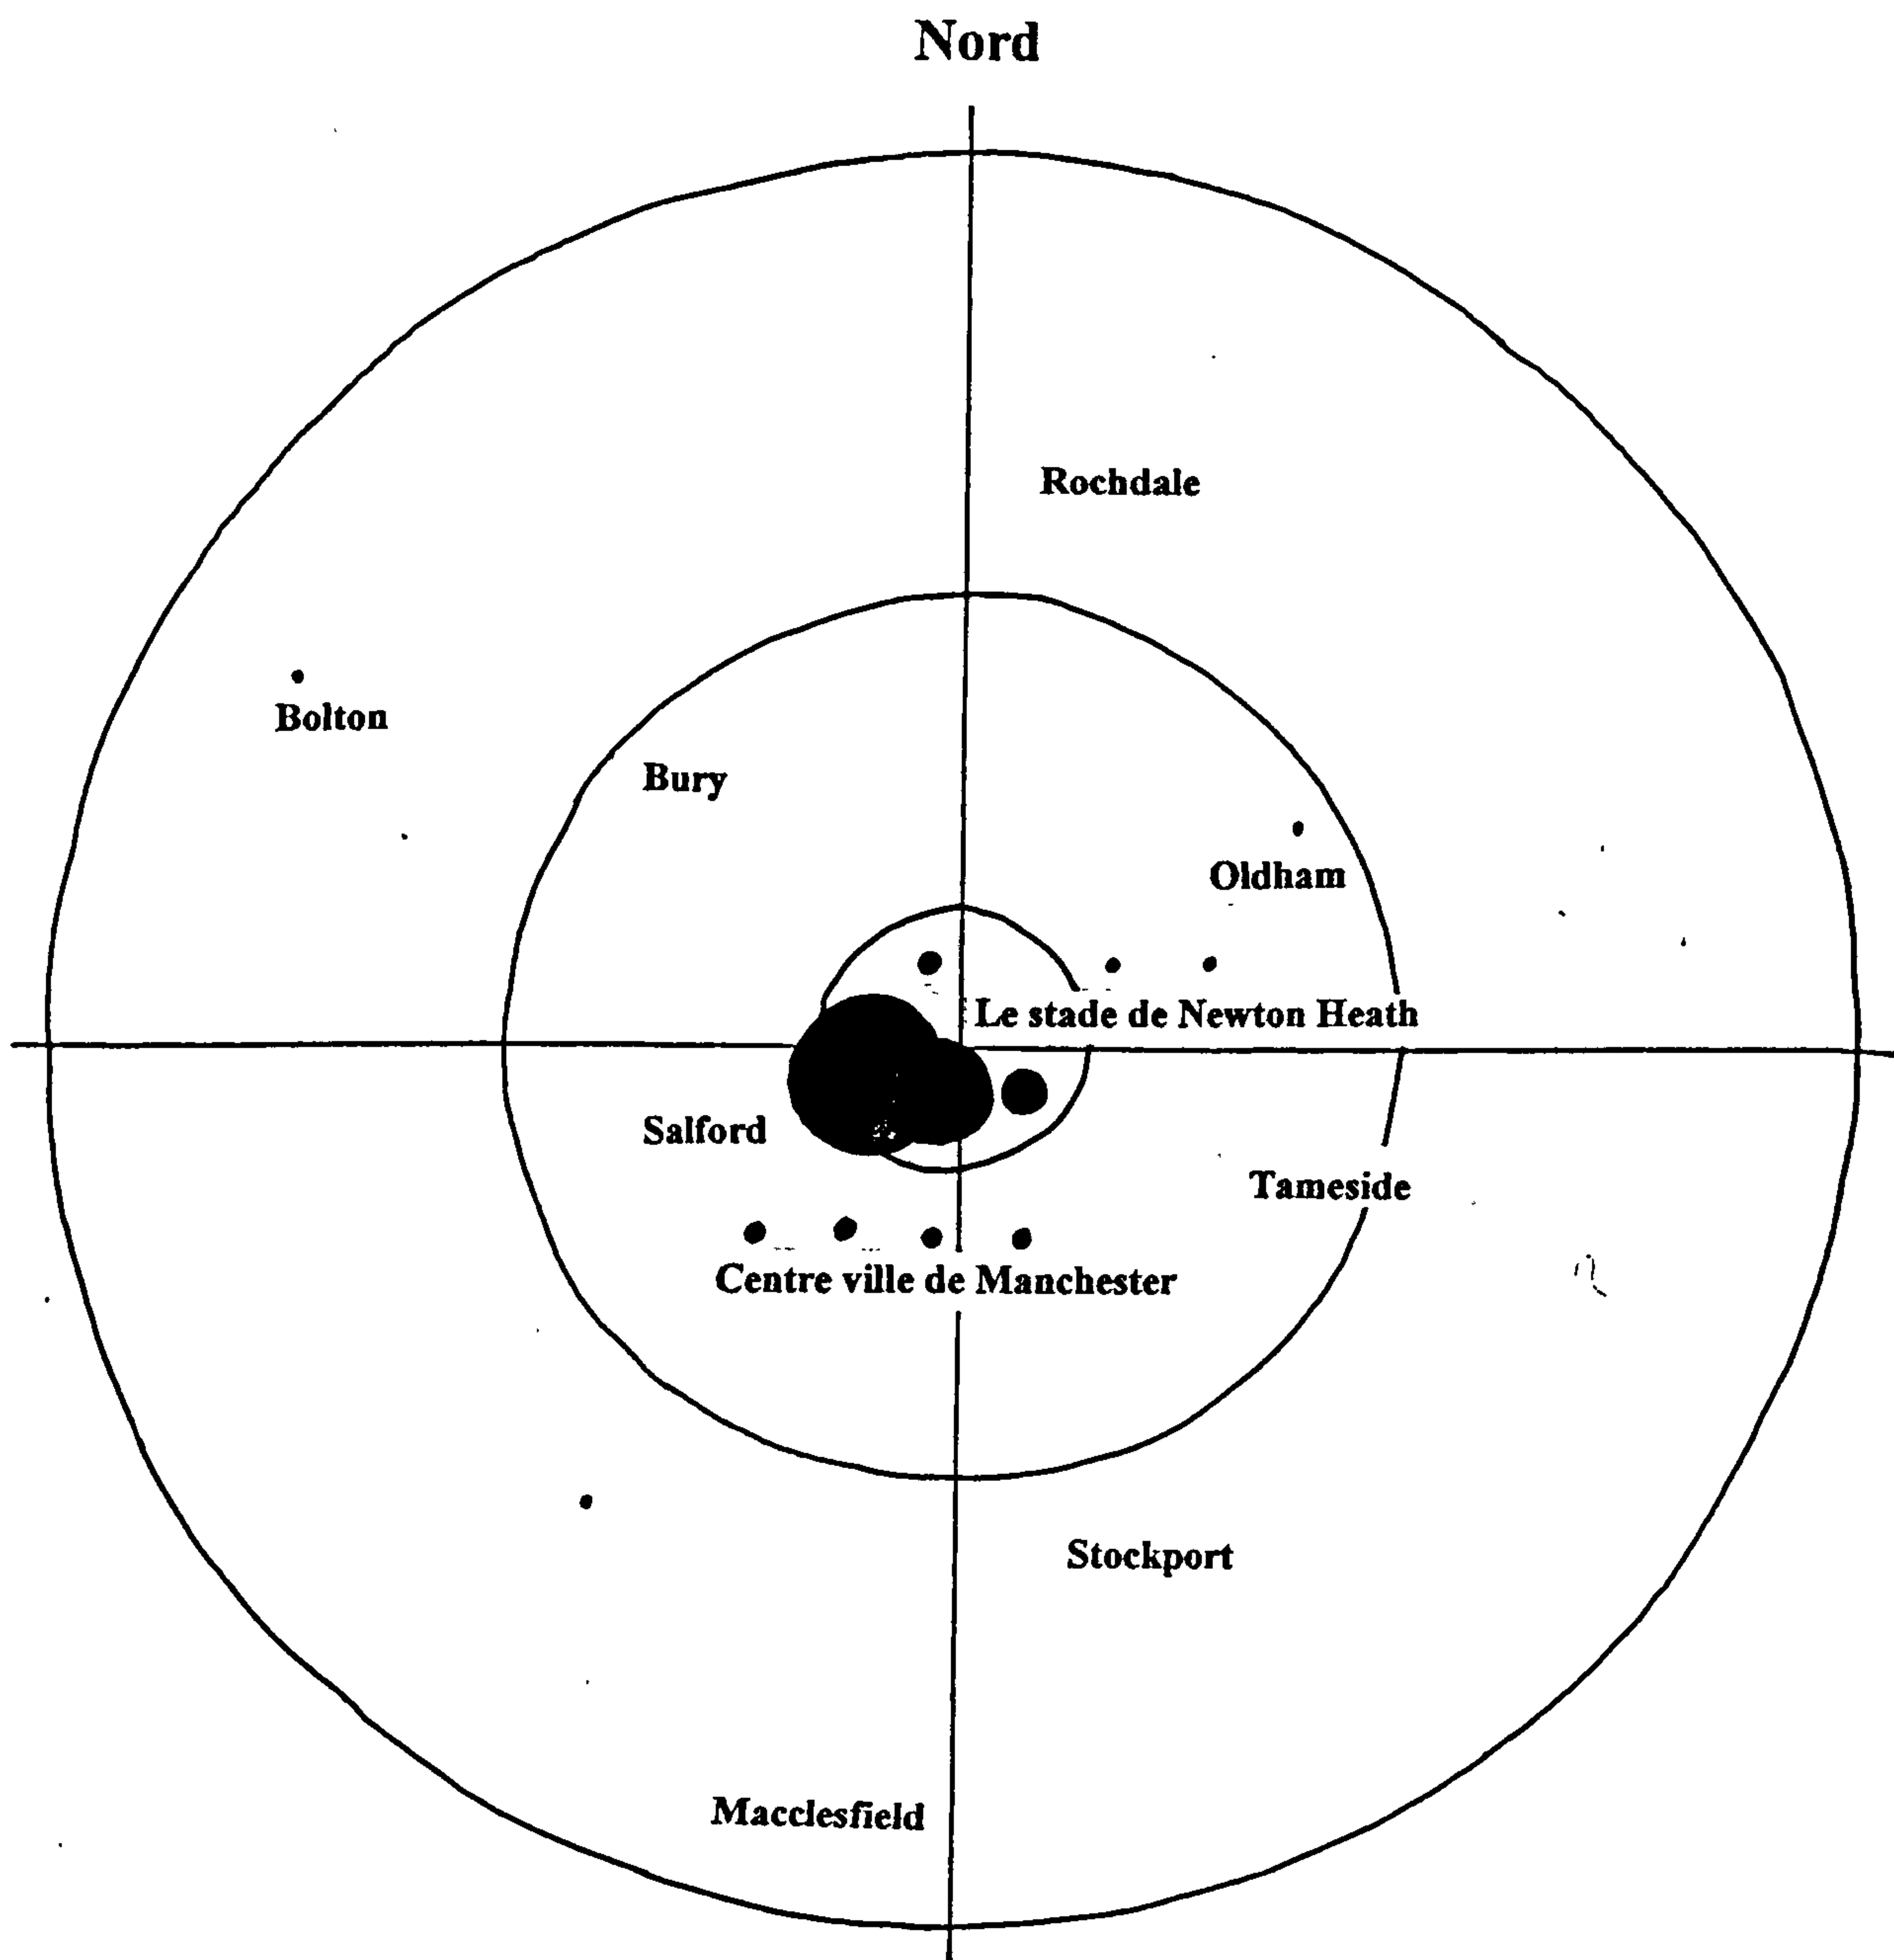 Nord
Rochdale
Bolton
Bury
Oldham
Le stade de Newton Heath
Salford
Tameside
Centre ville de Manchester
Stockport
Macclesfield